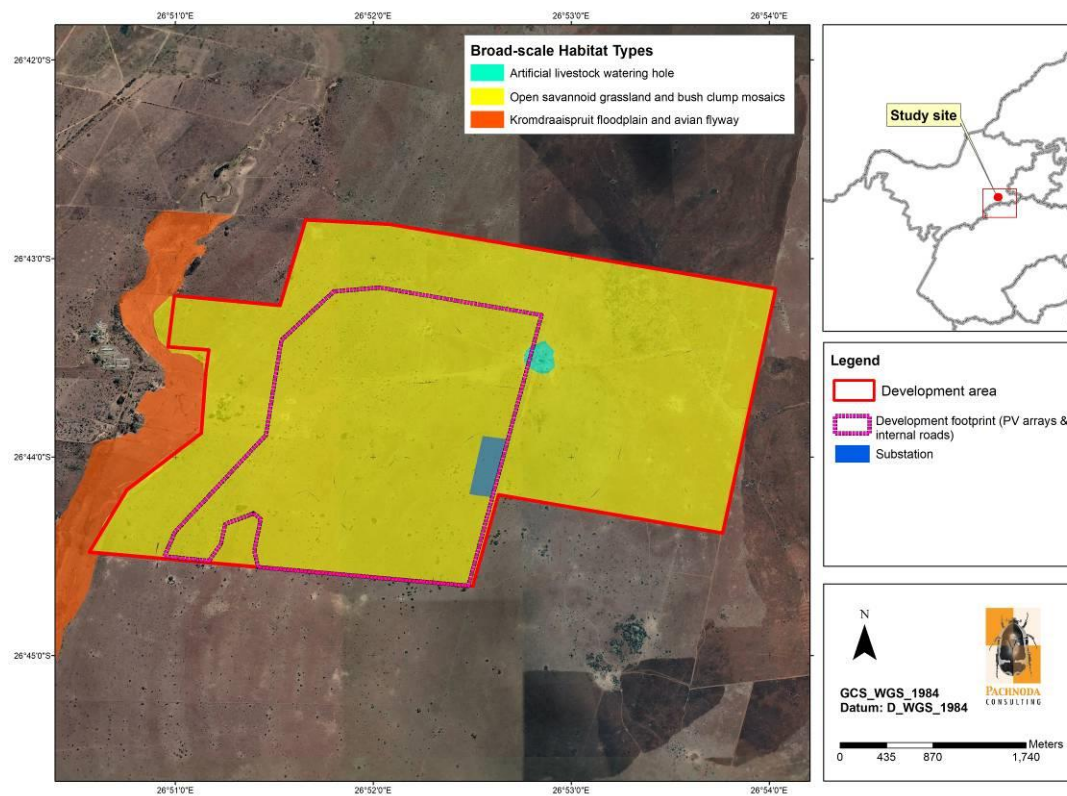 26°51'0"E
26°52'0"E
26°53'0"E
26°54'0"E
26°42'0"S
26°43'0"S
26°44'0"S
26°45'0"S
Broad-scale Habitat Types
Artificial livestock watering hole
Open savannoid grassland and bush clump mosaics
Kromdraaispruit floodplain and avian flyway
26°51'0"E
26°52'0"E
26°53'0"E
26°54'0"E
Study site
Legend
Development area
Development footprint (PV arrays &
internal roads)
Substation
N
PACHNODA
CONSULTING
GCS_WGS_1984
Datum: D_WGS_1984
Meters
0 435 870 1,740